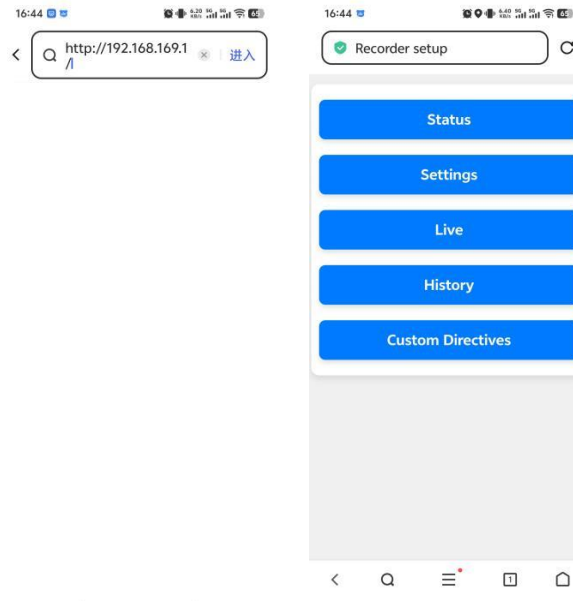 16:44
http://192.168.169.1
/l
进入
16:44
Recorder setup
Status
Settings
Live
History
Custom Directives
1